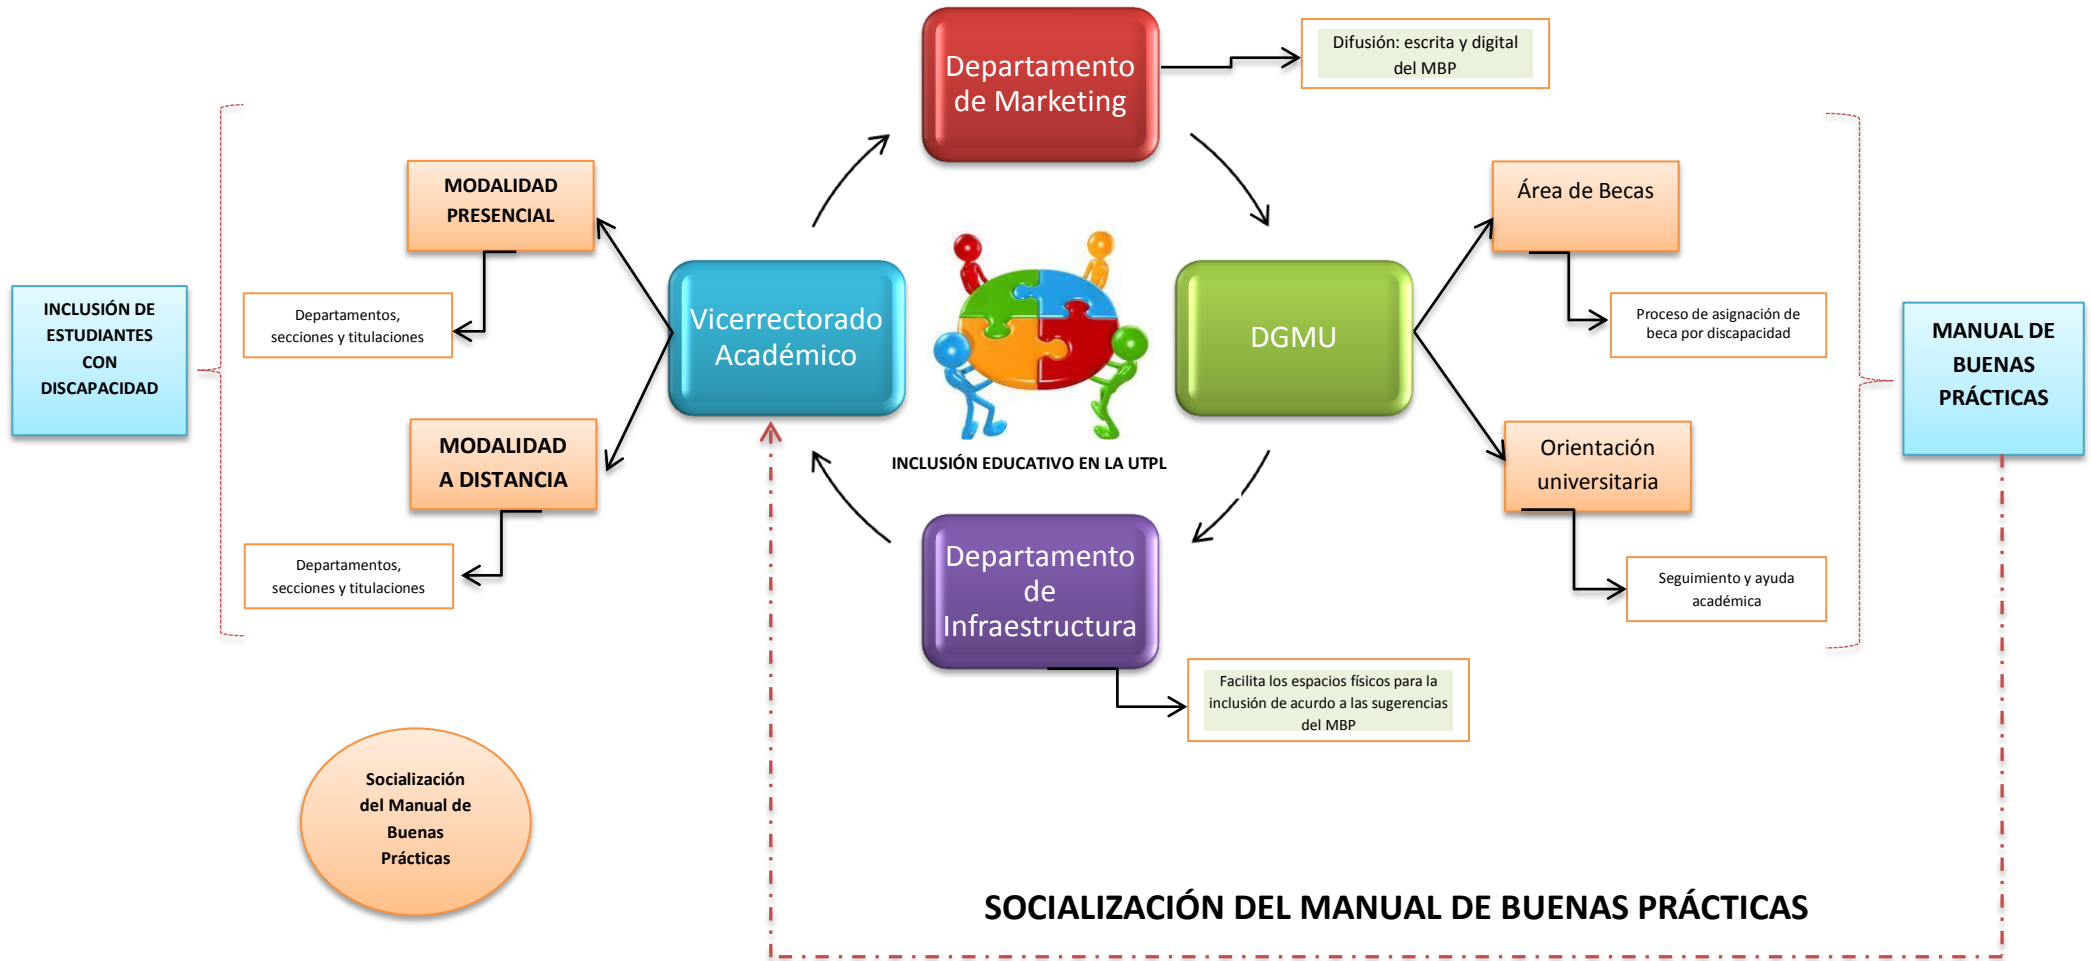 Departamento
de Marketing
Difusión: escrita y digital
del MBP
MODALIDAD
PRESENCIAL
Departamentos,
secciones y titulaciones
INCLUSIÓN DE
ESTUDIANTES
CON
DISCAPACIDAD
MODALIDAD
A DISTANCIA
Departamentos,
secciones y titulaciones
Vicerrectorado
Académico
INCLUSIÓN EDUCATIVO EN LA UTPL
DGMU
Área de Becas
Proceso de asignación de
beca por discapacidad
MANUAL DE
BUENAS
PRÁCTICAS
Orientación
universitaria
Seguimiento y ayuda
académica
Departamento
de
Infraestructura
Facilita los espacios físicos para la
inclusión de acurdo a las sugerencias
del MBP
Socialización
del Manual de
Buenas
Prácticas
SOCIALIZACIÓN DEL MANUAL DE BUENAS PRÁCTICAS